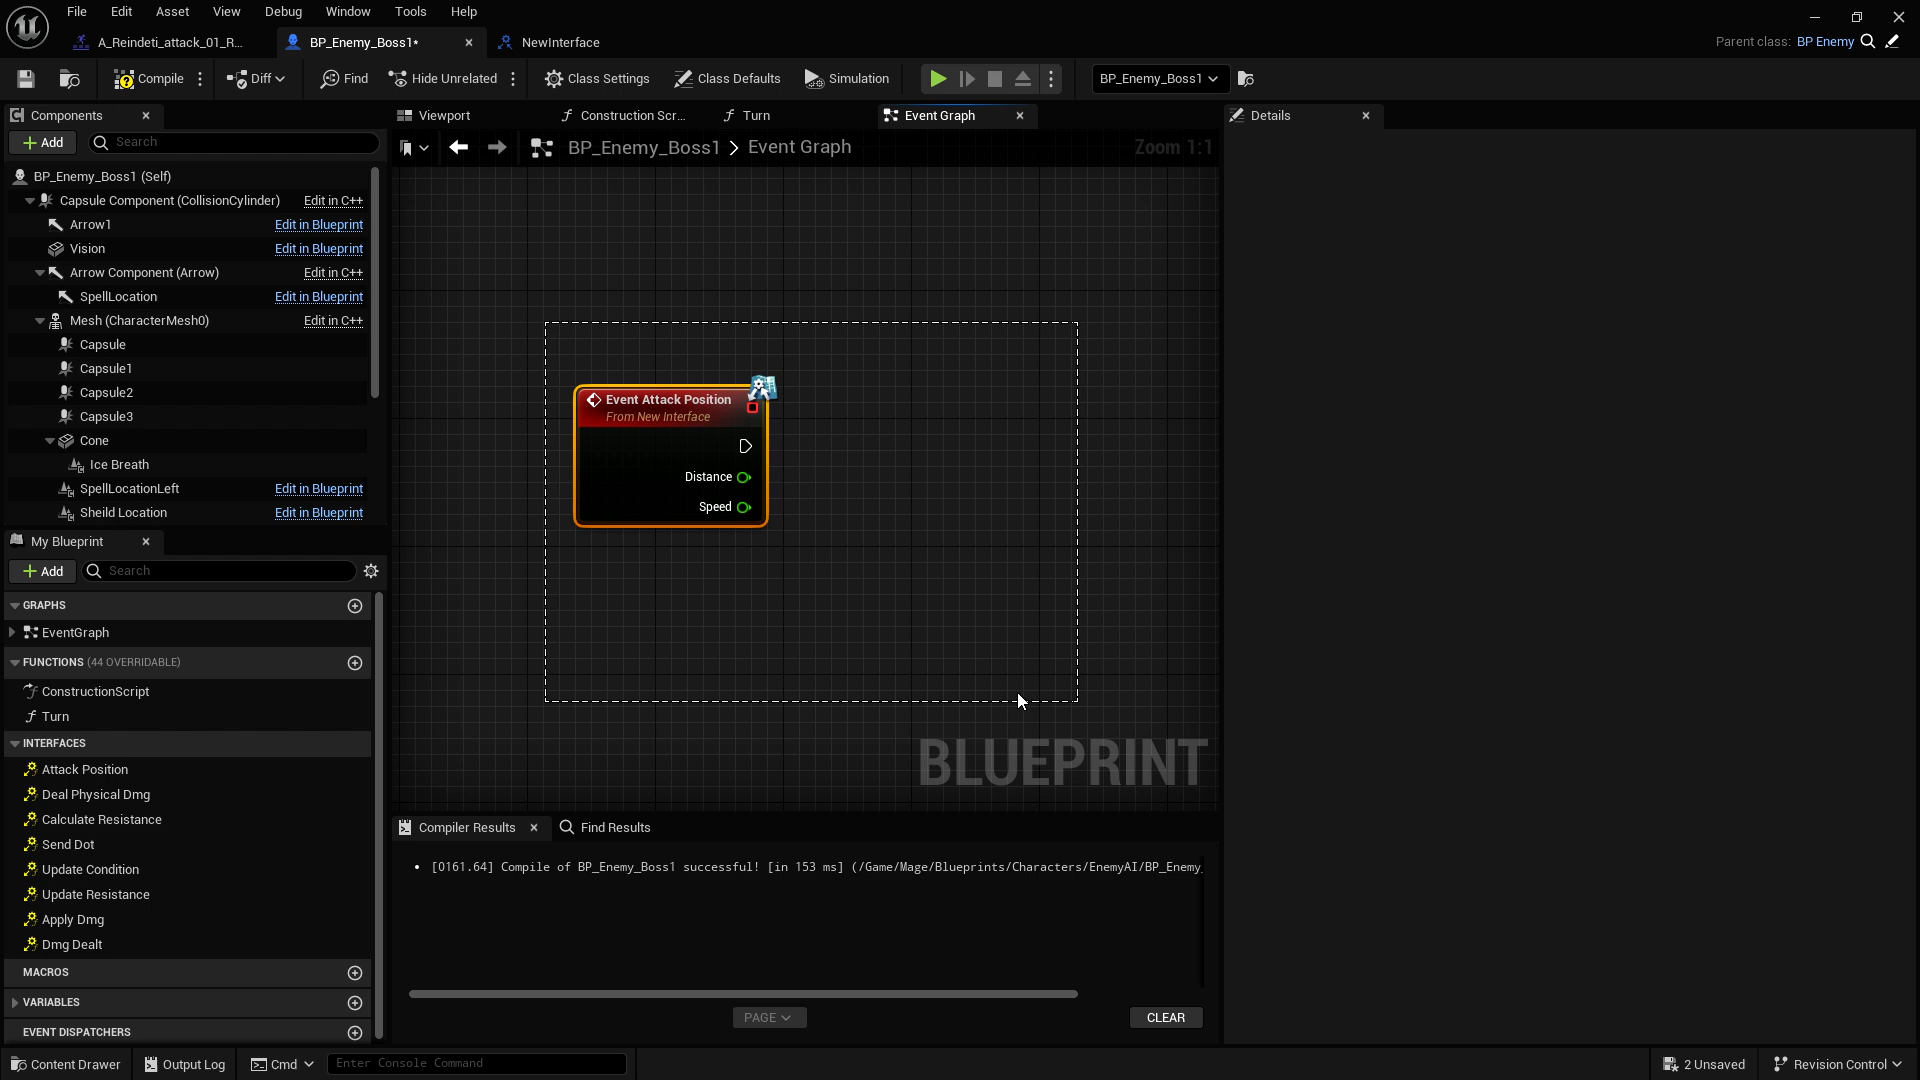 File Edit Asset View Debug Window Tools Help
A_Reindeti_attack_01_R... BP_Enemy_Boss1* NewInterface
Parent class: BP Enemy
Compile Diff Find Hide Unrelated Class Settings Class Defaults Simulation BP_Enemy_Boss1
Components
Add Search
BP_Enemy_Boss1 (Self)
Capsule Component (CollisionCylinder) Edit in C++
Arrow1 Edit in Blueprint
Vision Edit in Blueprint
Arrow Component (Arrow) Edit in C++
SpellLocation Edit in Blueprint
Mesh (CharacterMesh0) Edit in C++
Capsule
Capsule1
Capsule2
Capsule3
Cone
Ice Breath
SpellLocationLeft Edit in Blueprint
Sheild Location Edit in Blueprint
My Blueprint
Add Search
GRAPHS
EventGraph
FUNCTIONS (44 OVERRIDABLE)
ConstructionScript
Turn
INTERFACES
Attack Position
Deal Physical Dmg
Calculate Resistance
Send Dot
Update Condition
Update Resistance
Apply Dmg
Dmg Dealt
MACROS
VARIABLES
EVENT DISPATCHERS
Viewport Construction Scr... Turn Event Graph
BP_Enemy_Boss1 > Event Graph
Zoom 1:1
Event Attack Position
From New Interface
Distance
Speed
BLUEPRINT
Compiler Results Find Results
[0161.64] Compile of BP_Enemy_Boss1 successful! [in 153 ms] (/Game/Mage/Blueprints/Characters/EnemyAI/BP_Enemy_
PAGE CLEAR
Details
Content Drawer Output Log Cmd Enter Console Command 2 Unsaved Revision Control